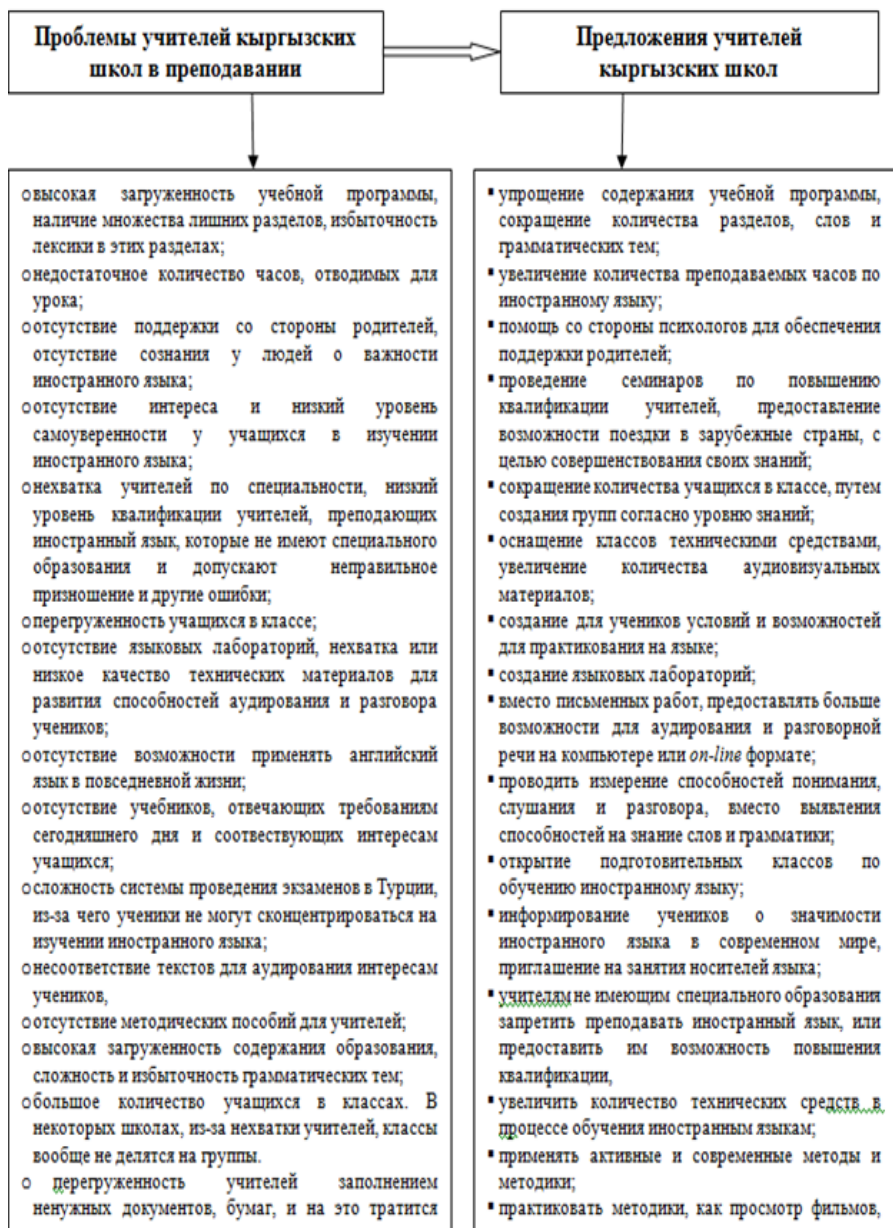 Проблемы учителей кыргызских
школ в преподавании
Предложения учителей
кыргызских школ
o высокая загруженность учебной программы,
наличие множества лишних разделов, избыточность
лексики в этих разделах;
o недостаточное количество часов, отводимых для
урока;
o отсутствие поддержки со стороны родителей,
отсутствие сознания у людей о важности
иностранного языка;
o отсутствие интереса и низкий уровень
самоуверенности у учащихся в изучении
иностранного языка;
o нехватка учителей по специальности, низкий
уровень квалификации учителей, преподающих
иностранный язык, которые не имеют специального
образования и допускают неправильное
призношение и другие ошибки;
o перегруженность учащихся в классе;
o отсутствие языковых лабораторий, нехватка или
низкое качество технических материалов для
развития способностей аудирования и разговора
учеников;
o отсутствие возможности применять английский
язык в повседневной жизни;
o отсутствие учебников, отвечающих требованиям
сегодняшнего дня и соотвествующих интересам
учащихся;
o сложность системы проведения экзаменов в Турции,
из-за чего ученики не могут сконцентрироваться на
изучении иностранного языка;
o несоответствие текстов для аудирования интересам
учеников,
o отсутствие методических пособий для учителей;
o высокая загруженность содержания образования,
сложность и избыточность грамматических тем;
o большое количество учащихся в классах. В
некоторых школах, из-за нехватки учителей, классы
вообще не делятся на группы.
o перегруженность учителей заполнением
ненужных документов, бумаг, и на это тратится
▪ упрощение содержания учебной программы,
сокращение количества разделов, слов и
грамматических тем;
▪ увеличение количества преподаваемых часов по
иностранному языку;
▪ помощь со стороны психологов для обеспечения
поддержки родителей;
▪ проведение семинаров по повышению
квалификации учителей, предоставление
возможности поездки в зарубежные страны, с
целью совершенствования своих знаний;
▪ сокращение количества учащихся в классе, путем
создания групп согласно уровню знаний;
▪ оснащение классов техническими средствами,
увеличение количества аудиовизуальных
материалов;
▪ создание для учеников условий и возможностей
для практикования на языке;
▪ создание языковых лабораторий;
▪ вместо письменных работ, предоставлять больше
возможности для аудирования и разговорной
речи на компьютере или on-line формате;
▪ проводить измерение способностей понимания,
слушания и разговора, вместо выявления
способностей на знание слов и грамматики;
▪ открытие подготовительных классов по
обучению иностранному языку;
▪ информирование учеников о значимости
иностранного языка в современном мире,
приглашение на занятия носителей языка;
▪ учителям не имеющим специального образования
запретить преподавать иностранный язык, или
предоставить им возможность повышения
квалификации,
▪ увеличить количество технических средств в
процессе обучения иностранным языкам;
▪ применять активные и современные методы и
методики;
▪ практиковать методики, как просмотр фильмов,